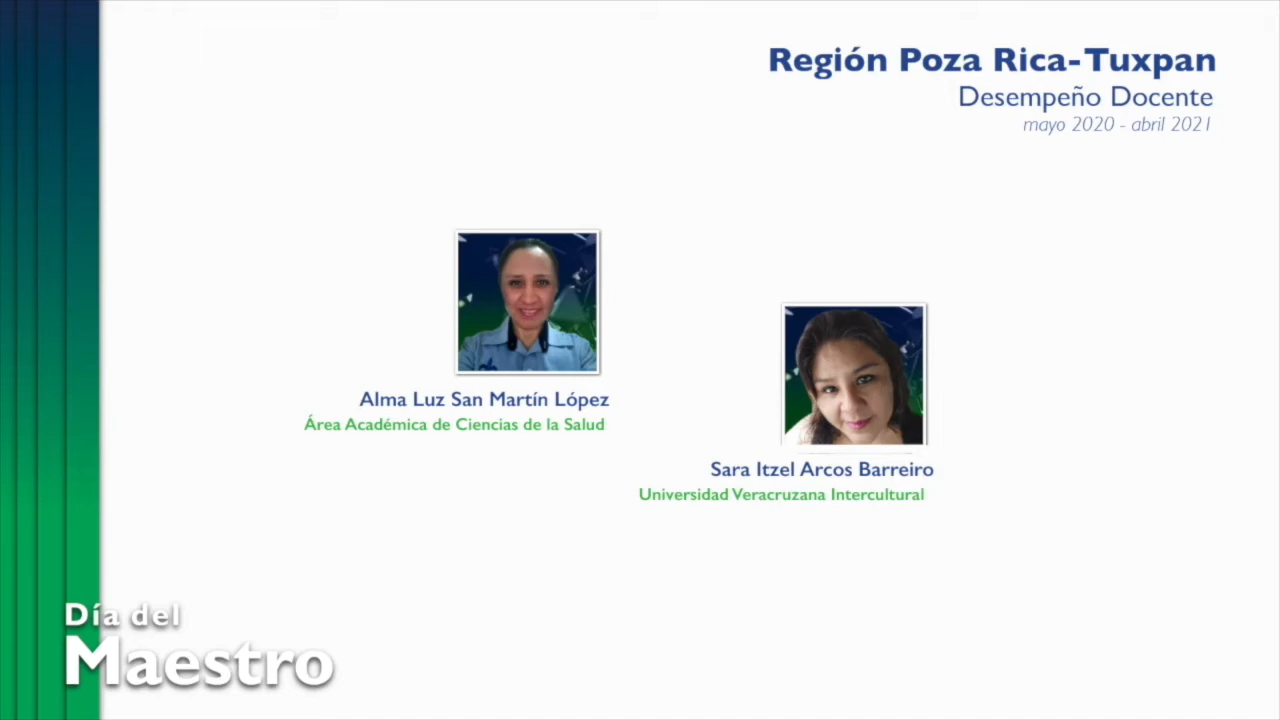 Región Poza Rica-Tuxpan
Desempeño Docente
mayo 2020 - abril 2021
Alma Luz San Martín López
Área Académica de Ciencias de la Salud
Sara Itzel Arcos Barreiro
Universidad Veracruzana Intercultural
Día del
Maestro